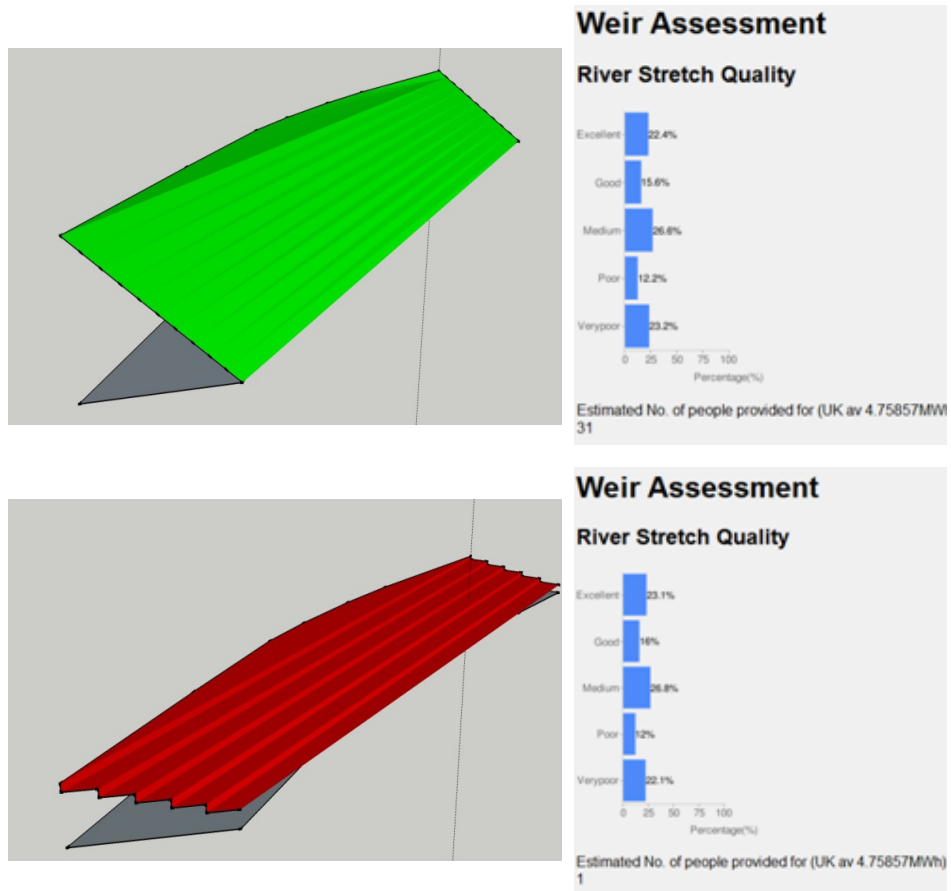 Weir Assessment
River Stretch Quality
Excellent 22.4%
Good 15.6%
Medium 26.6%
Poor 12.2%
Verypoor 23.2%
0 25 50 75 100
Percentage(%)
Estimated No. of people provided for (UK av 4.75857MWh
31
Weir Assessment
River Stretch Quality
Excellent 23.1%
Good 16%
Medium 26.8%
Poor 12%
Verypoor 22.1%
0 25 50 75 100
Percentage(%)
Estimated No. of people provided for (UK av 4.75857MWh)
1